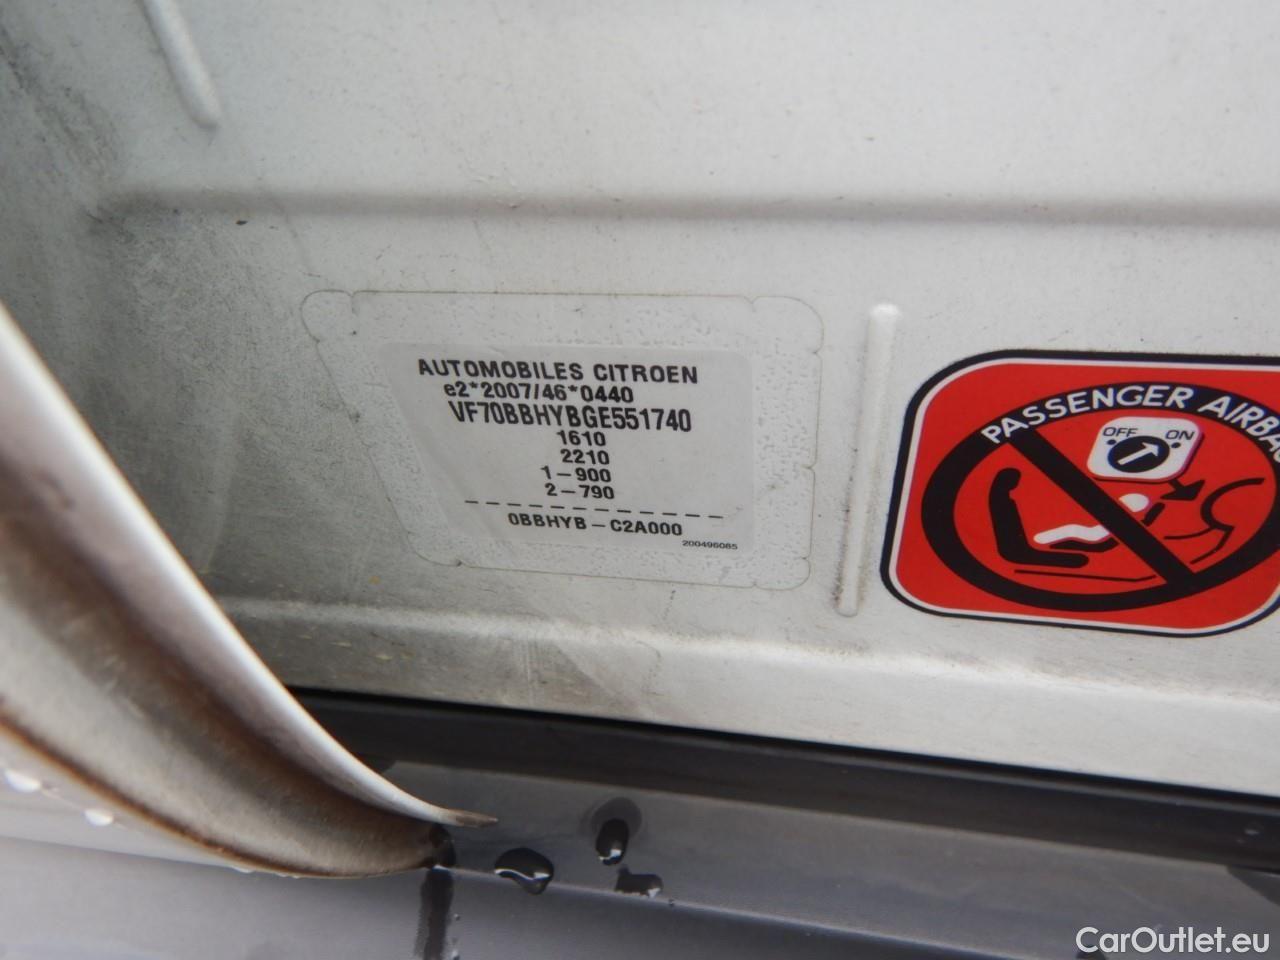 AUTOMOBILES CITROEN
e2*2007/46*0440
VF70BBHYBGE551740
1610
2210
1-900
2-790
0BBHYB-C2A000
200496085
PASSENGER AIRBAG
OFF ON
CarOutlet.eu